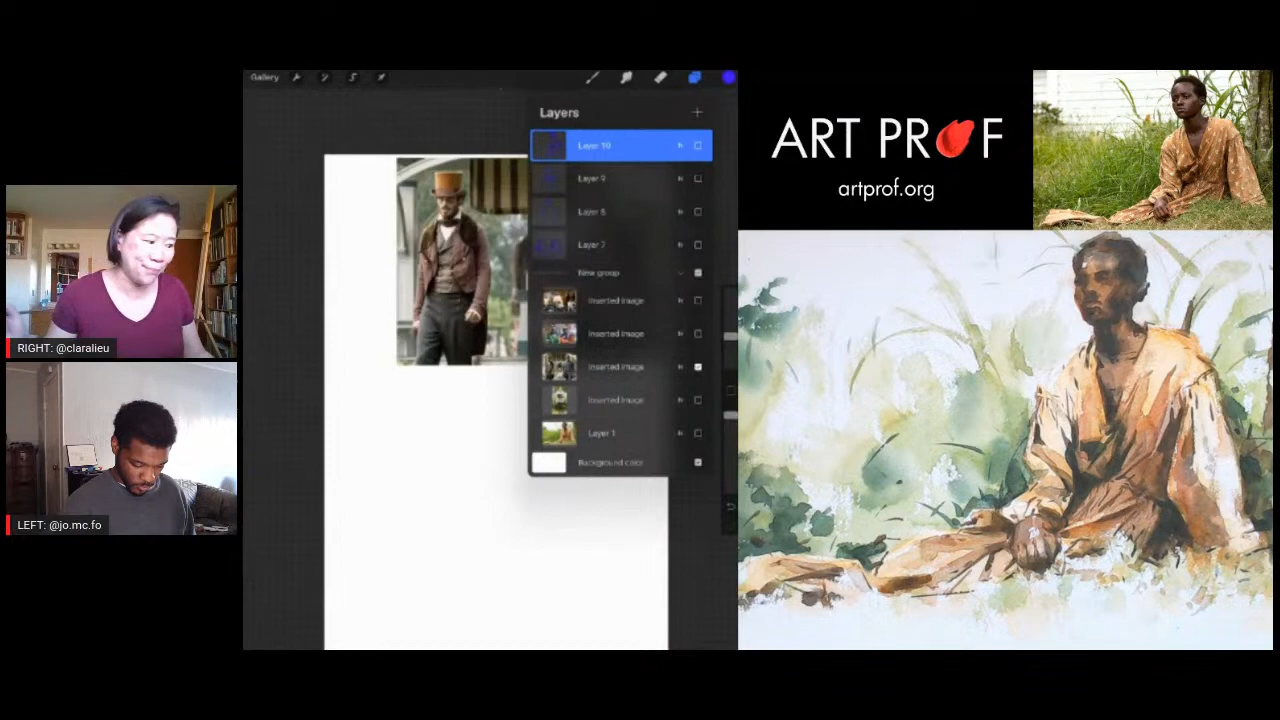 Gallery
Layers
Layer 10
Layer 9
Layer 8
Layer 7
New group
Inserted Image
Inserted Image
Inserted Image
Inserted Image
Layer 1
Background color
ART PROF
artprof.org
RIGHT: @claralieu
LEFT: @jo.mc.fo